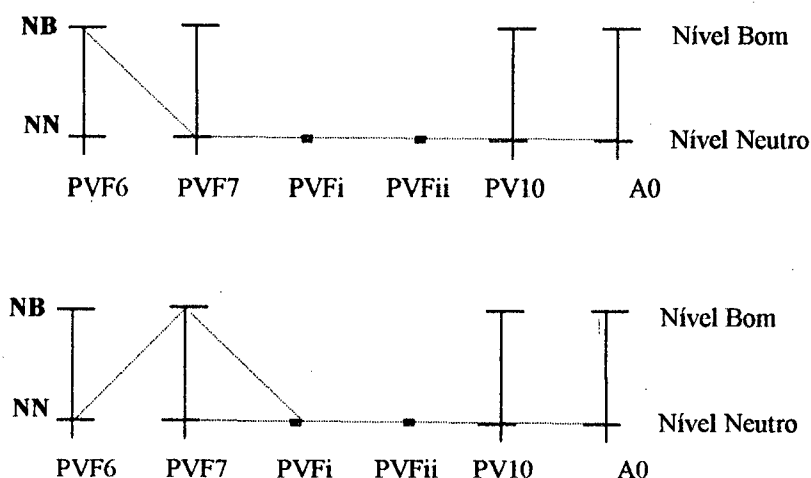 NB Nível Bom
NN Nível Neutro
PVF6 PVF7 PVFi PVFii PV10 A0
NB Nível Bom
NN Nível Neutro
PVF6 PVF7 PVFi PVFii PV10 A0